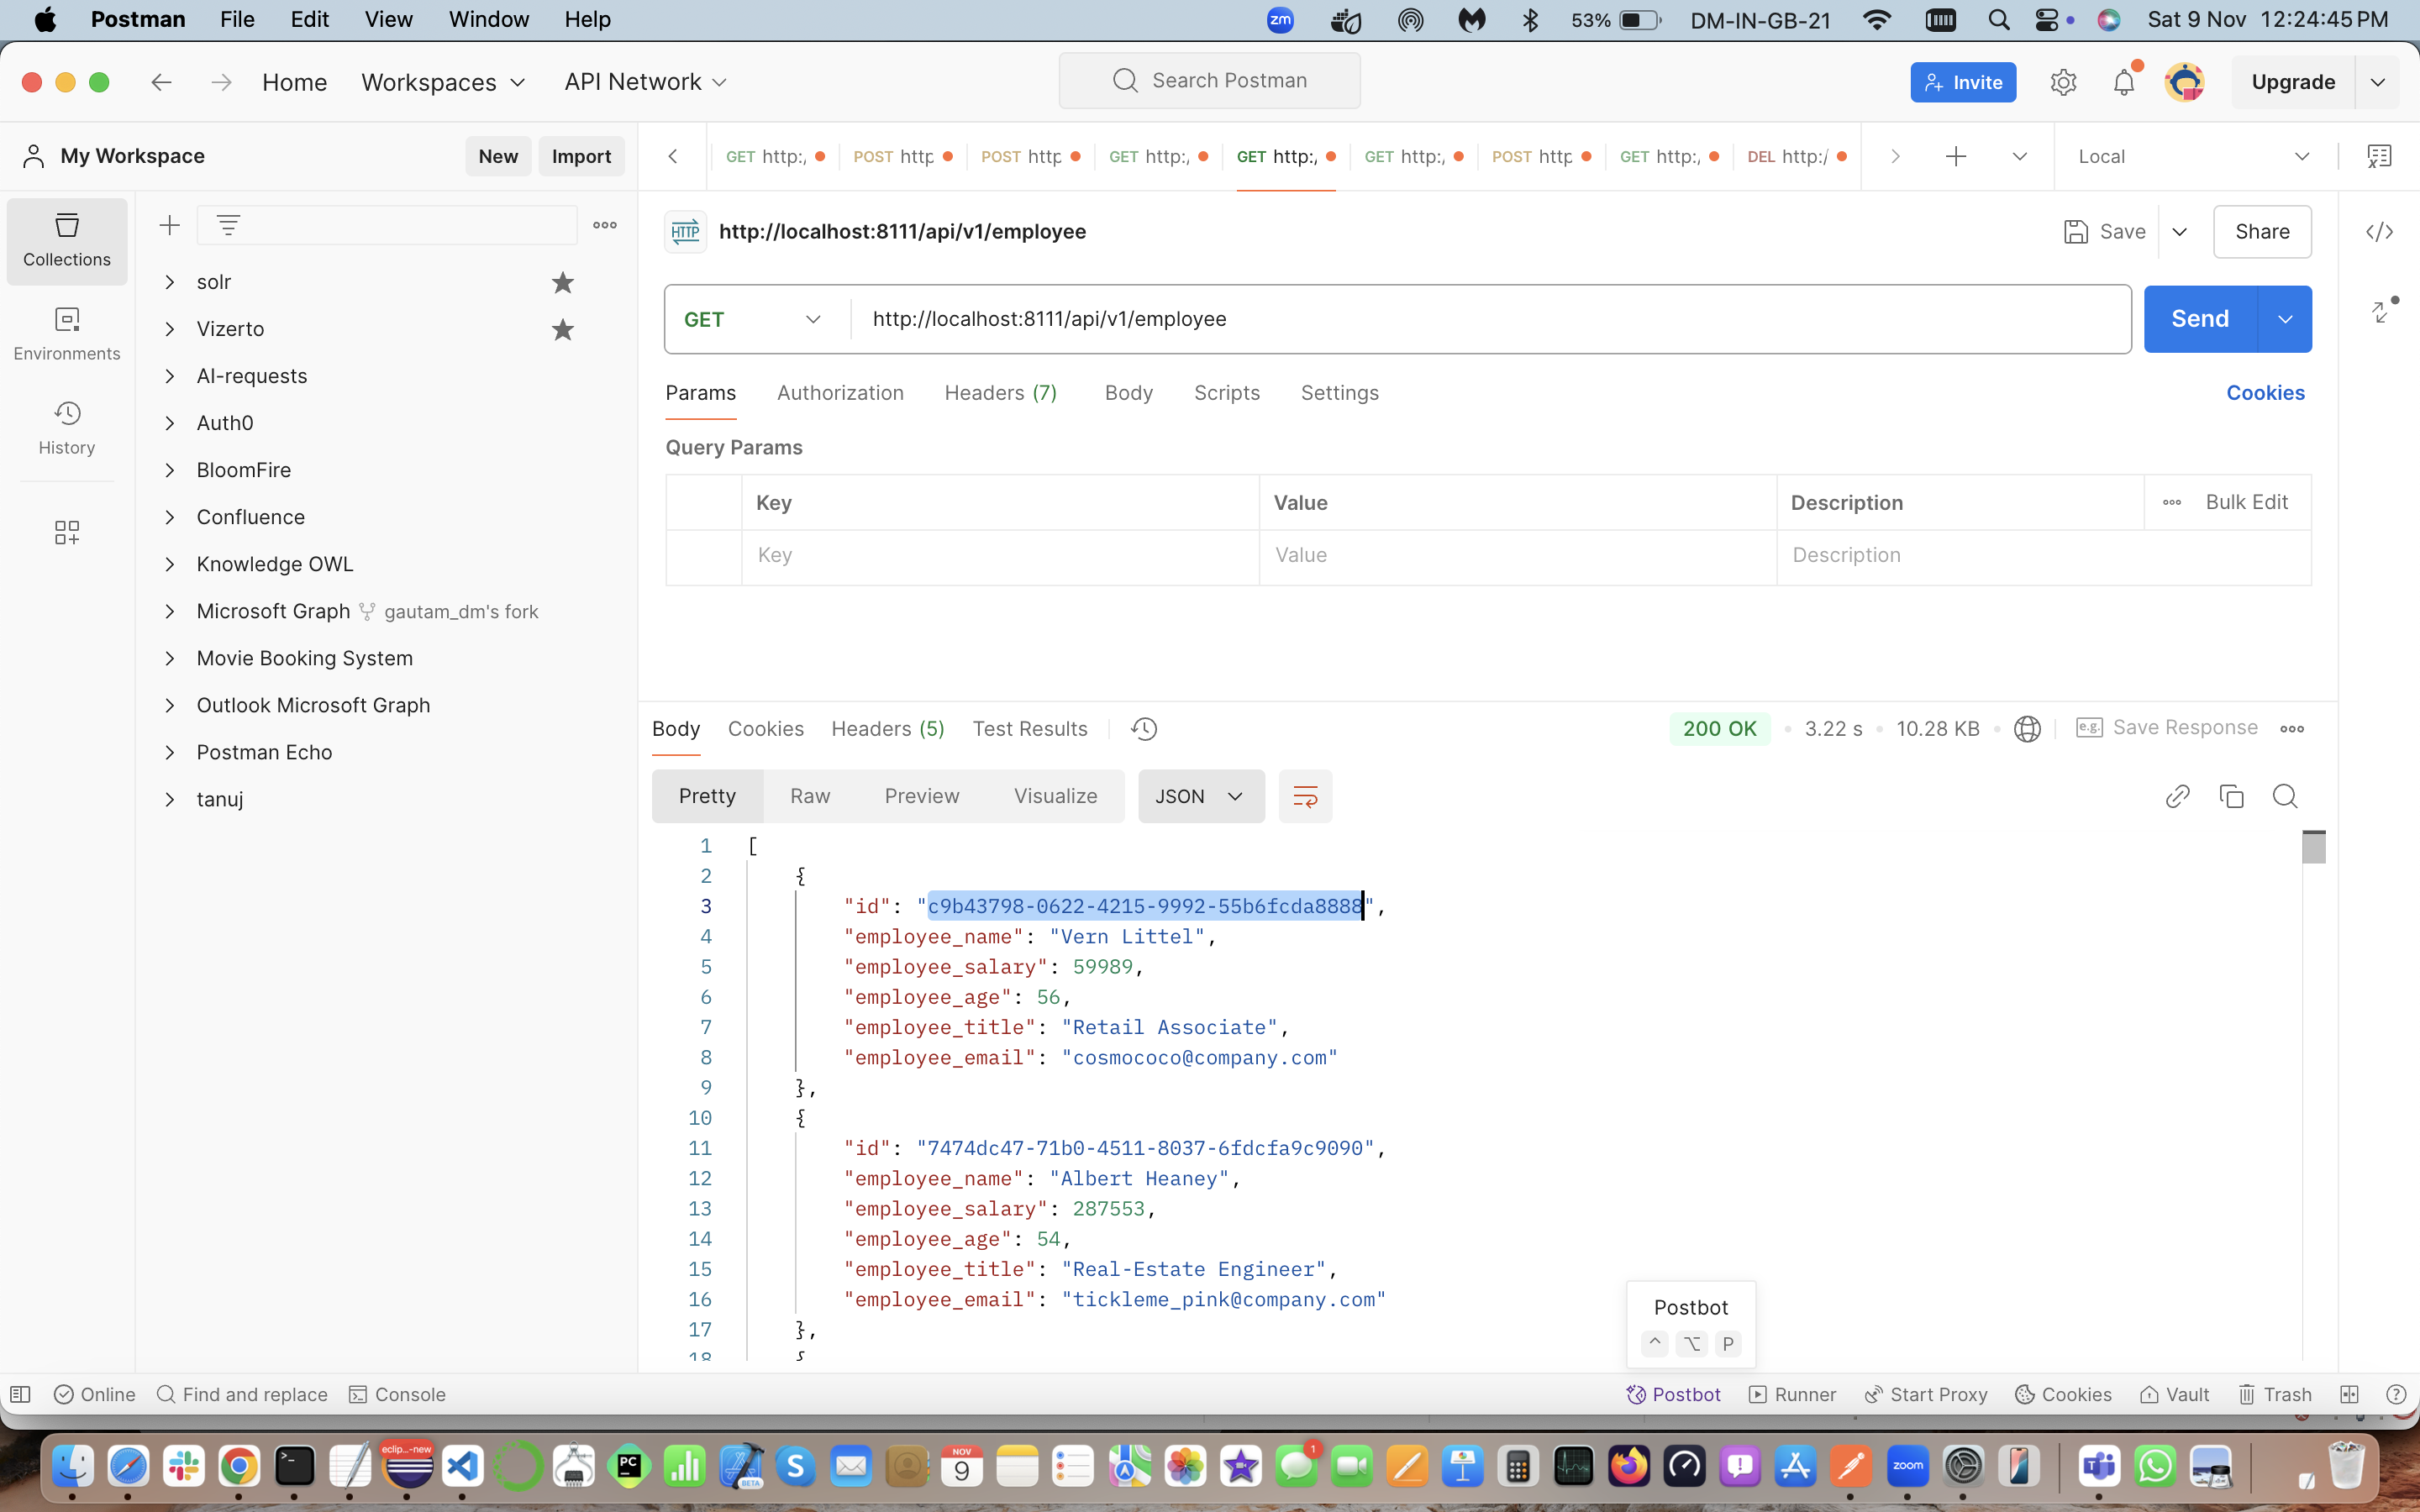 Postman File Edit View Window Help zm 53% DM-IN-GB-21 Sat 9 Nov 12:24:45 PM
Home Workspaces API Network Search Postman Invite Upgrade
My Workspace New Import
GET http:, POST http POST http GET http:, GET http:, GET http:, POST http GET http:, DEL http:/ Local
Collections
Environments
History
solr
Vizerto
AI-requests
Auth0
BloomFire
Confluence
Knowledge OWL
Microsoft Graph gautam_dm's fork
Movie Booking System
Outlook Microsoft Graph
Postman Echo
tanuj
HTTP http://localhost:8111/api/v1/employee Save Share
GET http://localhost:8111/api/v1/employee Send
Params Authorization Headers (7) Body Scripts Settings Cookies
Query Params
Key Value Description Bulk Edit
Key Value Description
Body Cookies Headers (5) Test Results 200 OK 3.22 s 10.28 KB e.g. Save Response
Pretty Raw Preview Visualize JSON
1 [
2 {
3 "id": "c9b43798-0622-4215-9992-55b6fcda8888",
4 "employee_name": "Vern Littel",
5 "employee_salary": 59989,
6 "employee_age": 56,
7 "employee_title": "Retail Associate",
8 "employee_email": "cosmococo@company.com"
9 },
10 {
11 "id": "7474dc47-71b0-4511-8037-6fdcfa9c9090",
12 "employee_name": "Albert Heaney",
13 "employee_salary": 287553,
14 "employee_age": 54,
15 "employee_title": "Real-Estate Engineer",
16 "employee_email": "tickleme_pink@company.com"
17 },
18 {
Postbot
^ ⌥ P
Online Find and replace Console Postbot Runner Start Proxy Cookies Vault Trash
eclip...-new PC BETA NOV 9 1 zoom